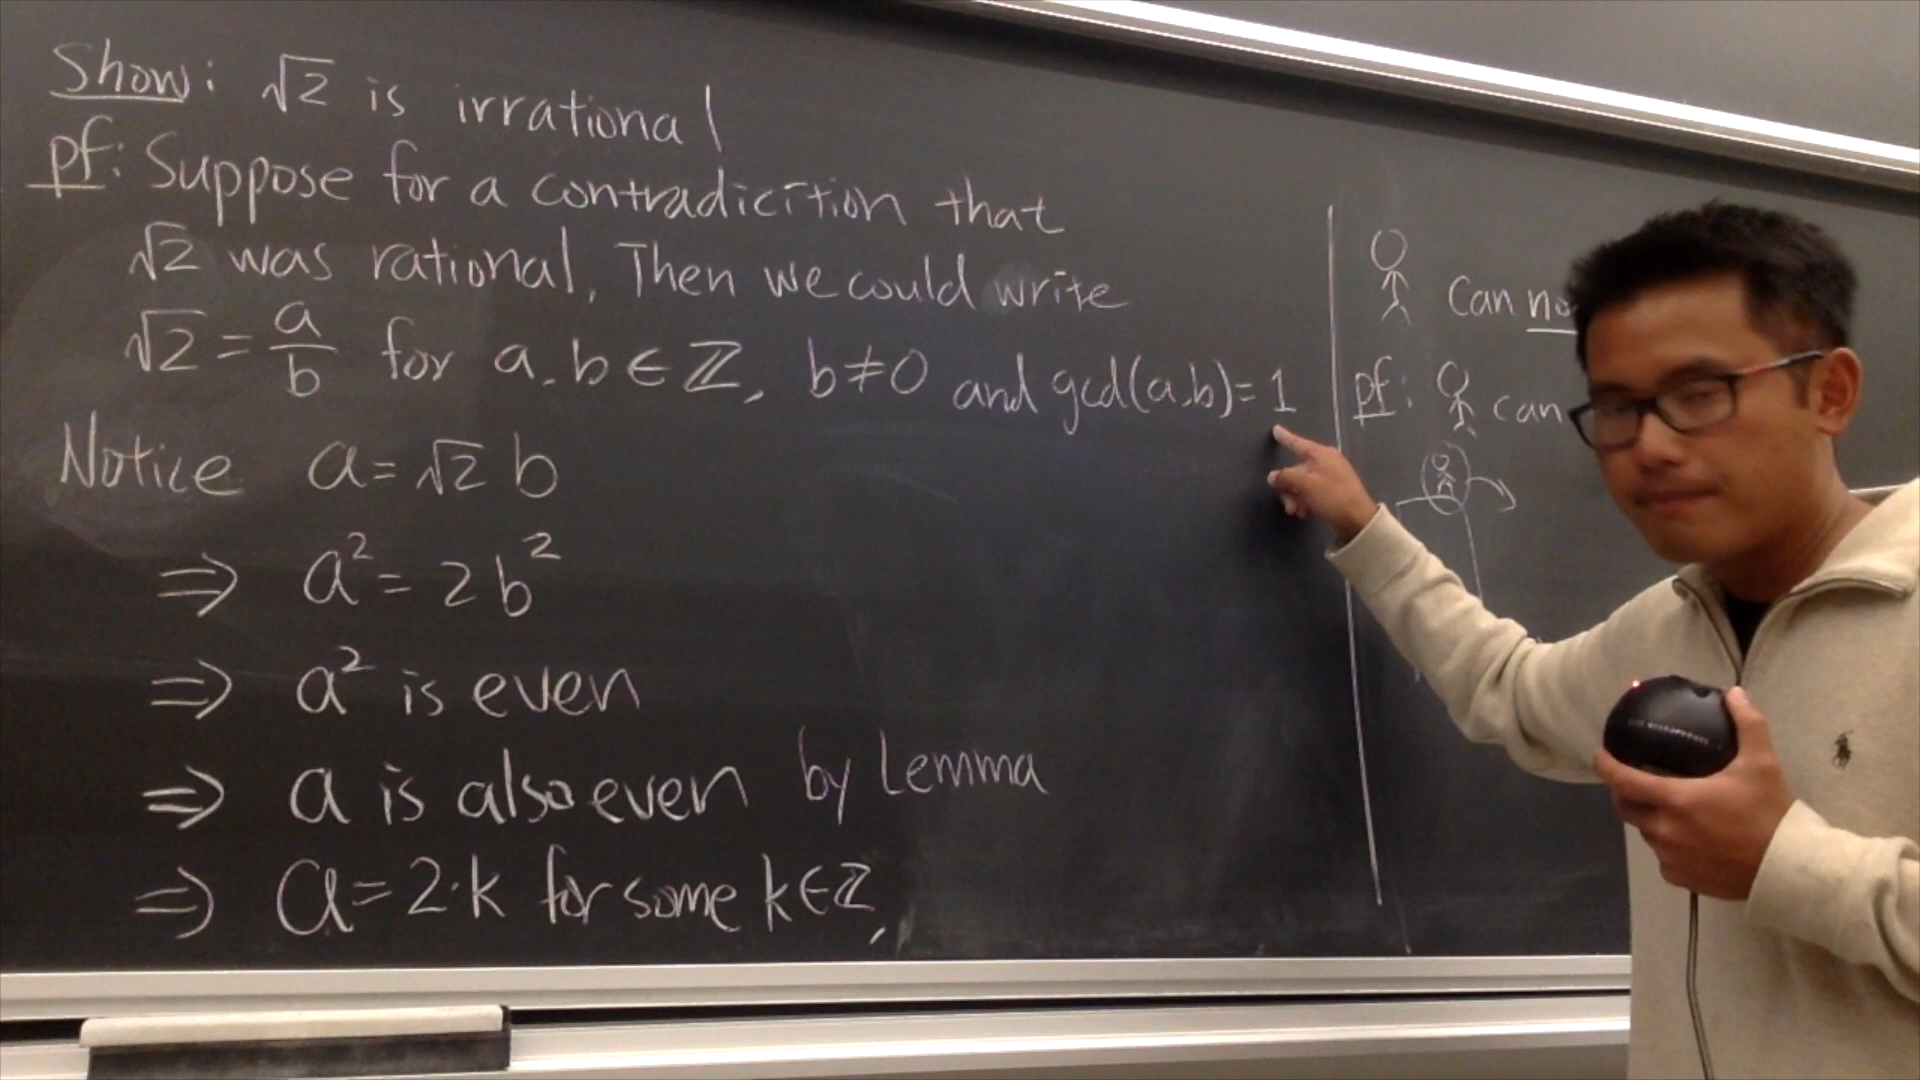 Show: √2 is irrational
pf: Suppose for a contradicition that
√2 was rational. Then we could write
√2 = a/b for a, b ∈ ℤ, b ≠ 0 and gcd(a,b) = 1
Notice a = √2 b
⇒ a² = 2b²
⇒ a² is even
⇒ a is also even by Lemma
⇒ a = 2·k for some k ∈ ℤ,
Can
pf: can